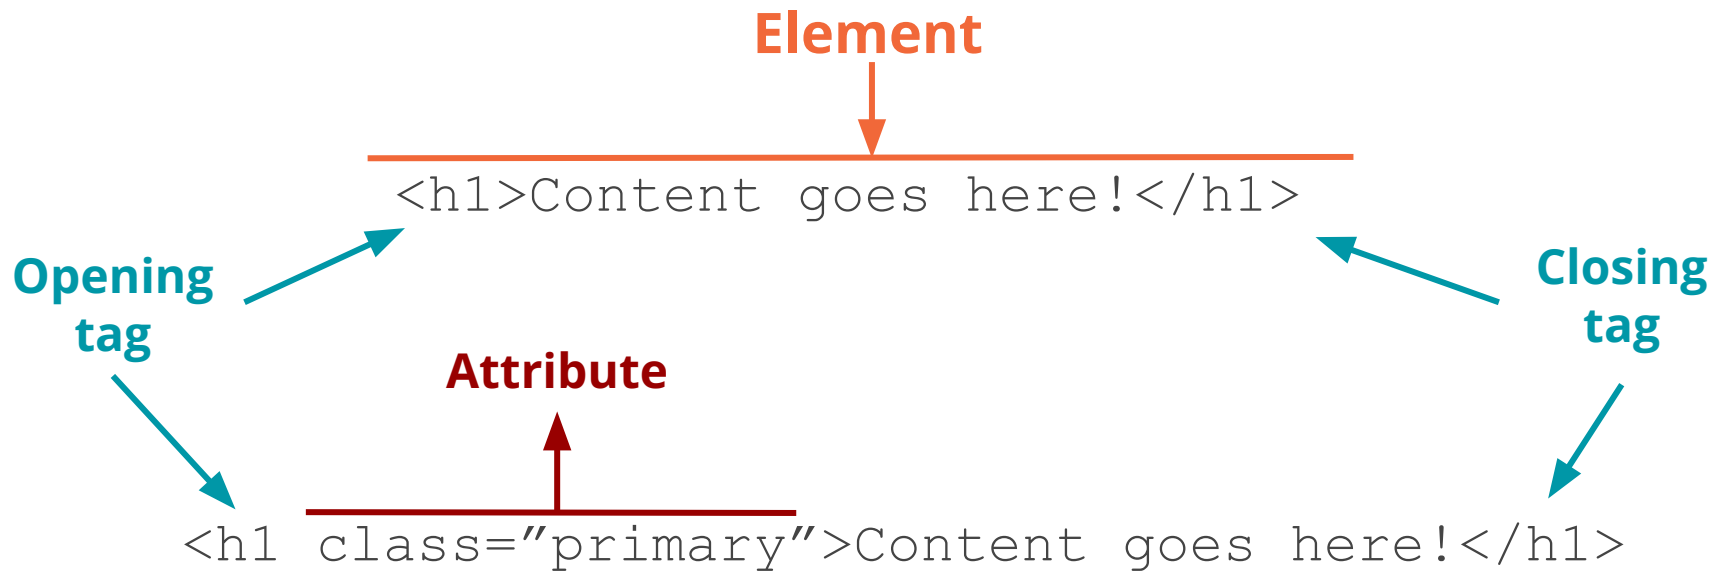 Element
<h1>Content goes here!</h1>
Opening
tag
Closing
tag
Attribute
<h1 class=”primary”>Content goes here!</h1>